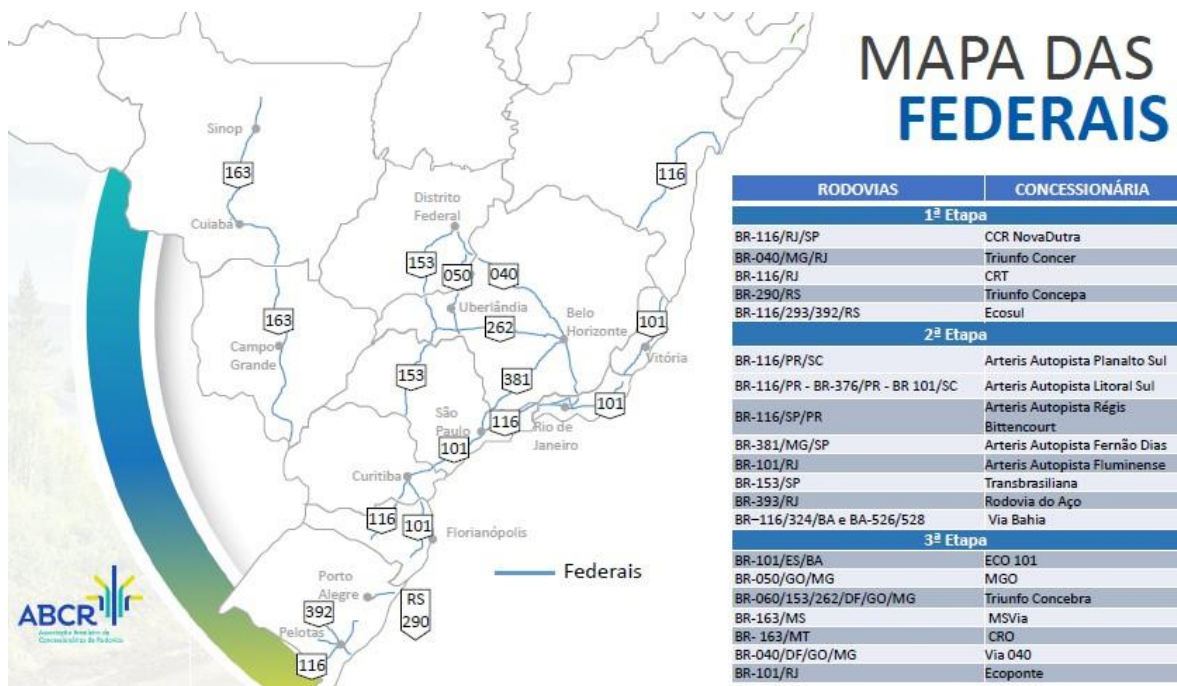 MAPA DAS
FEDERAIS
Sinop
163
Cuiabá
116
Distrito
Federal
153
050
040
Uberlândia
262
Belo
Horizonte
101
Vitória
163
Campo
Grande
153
381
São
Paulo
116
Rio de
Janeiro
101
101
Curitiba
116
101
Florianópolis
Federais
Porto
Alegre
RS
290
392
Pelotas
116
ABCR
Associação Brasileira de
Concessionárias de Rodovias
RODOVIAS CONCESSIONÁRIA
1ª Etapa
BR-116/RJ/SP CCR NovaDutra
BR-040/MG/RJ Triunfo Concer
BR-116/RJ CRT
BR-290/RS Triunfo Concepa
BR-116/293/392/RS Ecosul
2ª Etapa
BR-116/PR/SC Arteris Autopista Planalto Sul
BR-116/PR - BR-376/PR - BR 101/SC Arteris Autopista Litoral Sul
BR-116/SP/PR Arteris Autopista Régis
Bittencourt
BR-381/MG/SP Arteris Autopista Fernão Dias
BR-101/RJ Arteris Autopista Fluminense
BR-153/SP Transbrasiliana
BR-393/RJ Rodovia do Aço
BR–116/324/BA e BA-526/528 Via Bahia
3ª Etapa
BR-101/ES/BA ECO 101
BR-050/GO/MG MGO
BR-060/153/262/DF/GO/MG Triunfo Concebra
BR-163/MS MSVia
BR- 163/MT CRO
BR-040/DF/GO/MG Via 040
BR-101/RJ Ecoponte